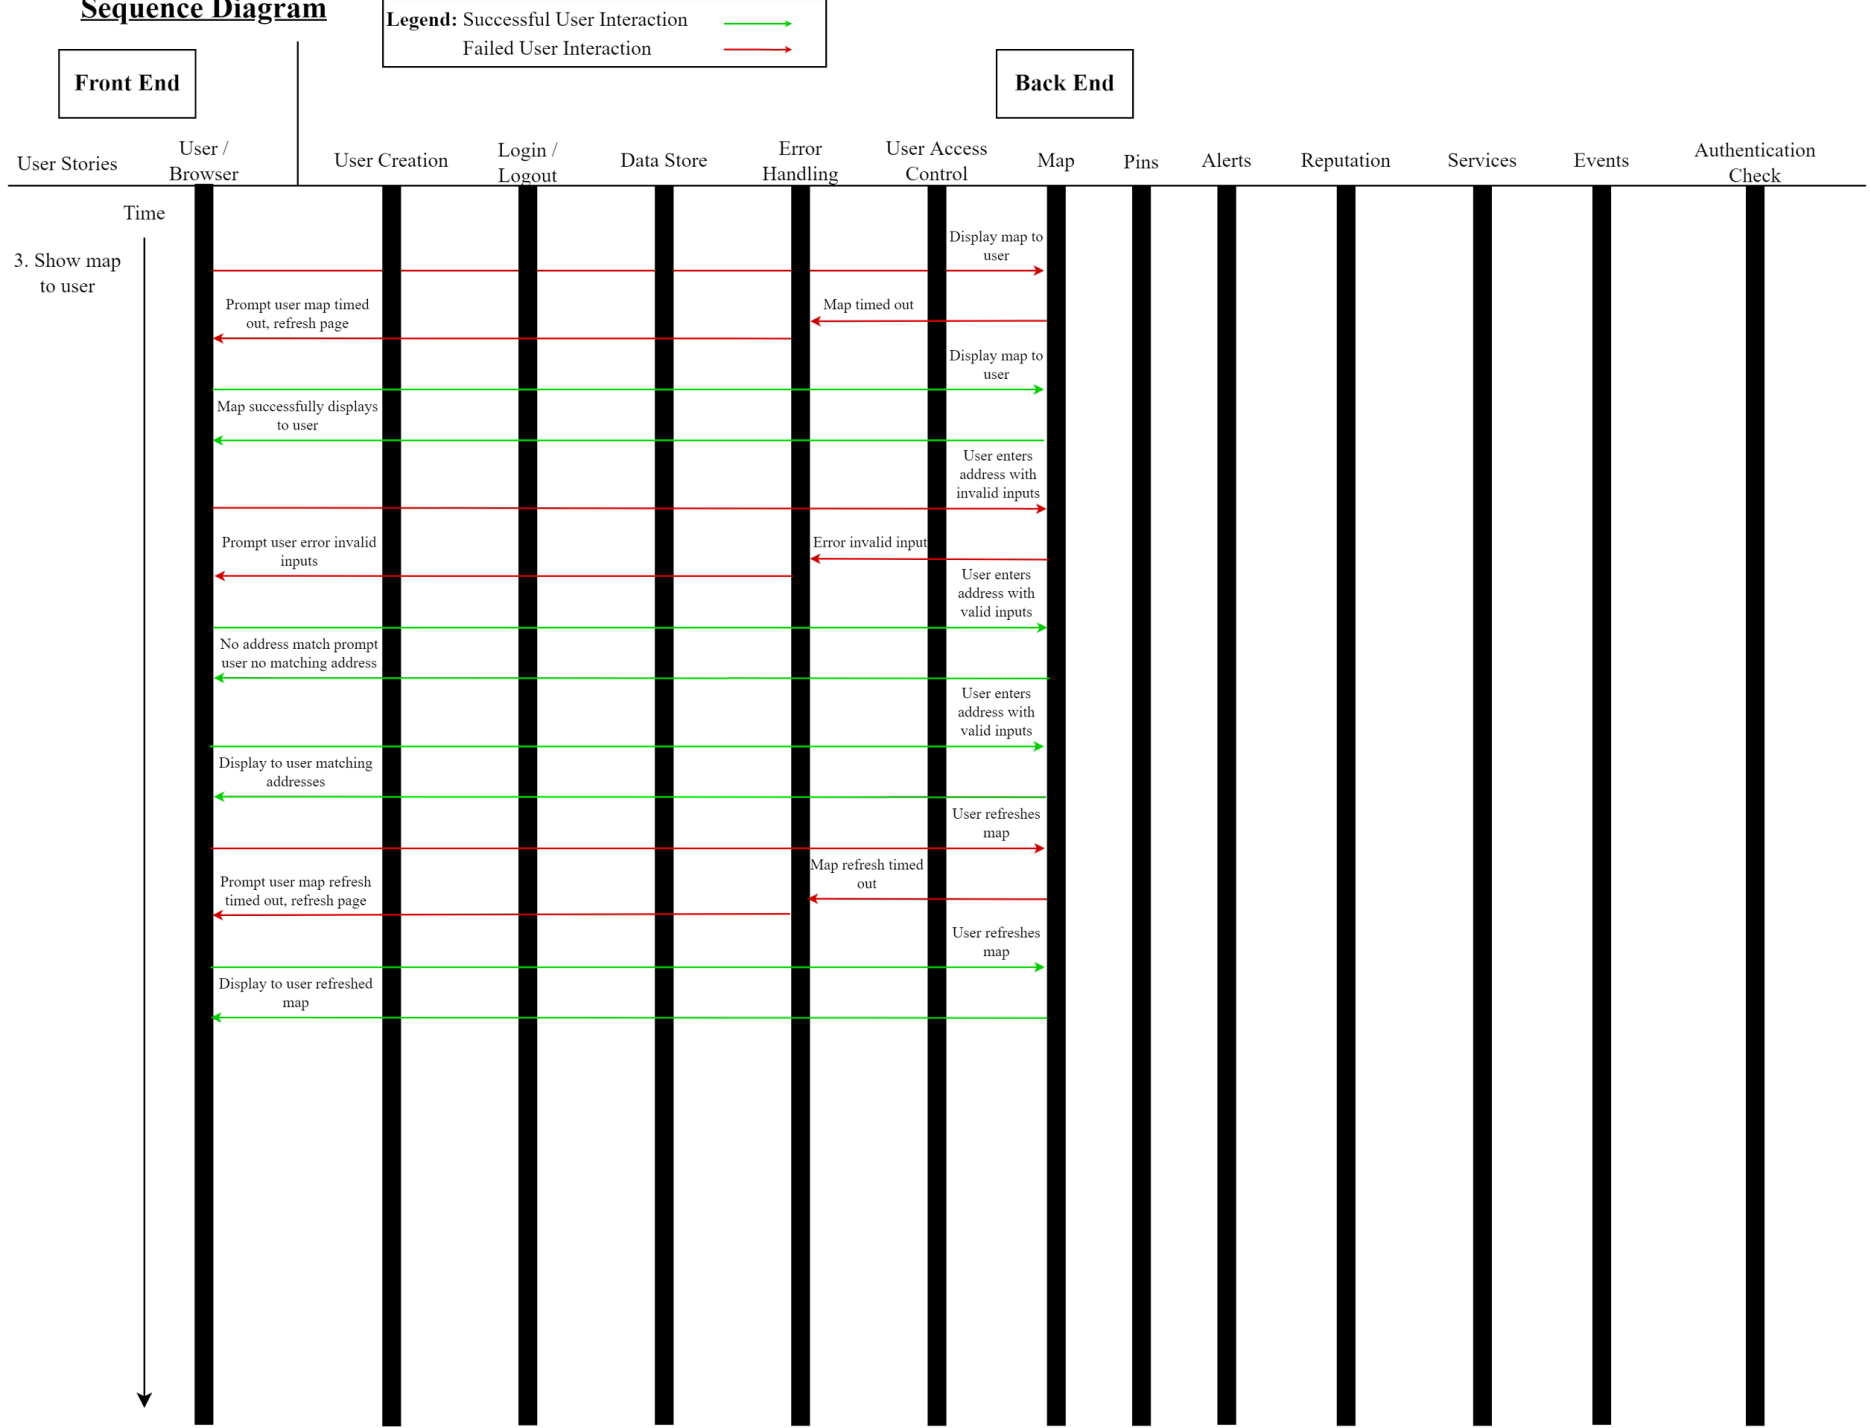 Sequence Diagram
Legend: Successful User Interaction
Failed User Interaction
Front End
Back End
User Stories
User /
Browser
User Creation
Login /
Logout
Data Store
Error
Handling
User Access
Control
Map
Pins
Alerts
Reputation
Services
Events
Authentication
Check
Time
3. Show map
to user
Display map to
user
Map timed out
Prompt user map timed
out, refresh page
Display map to
user
Map successfully displays
to user
User enters
address with
invalid inputs
Error invalid input
Prompt user error invalid
inputs
User enters
address with
valid inputs
No address match prompt
user no matching address
User enters
address with
valid inputs
Display to user matching
addresses
User refreshes
map
Map refresh timed
out
Prompt user map refresh
timed out, refresh page
User refreshes
map
Display to user refreshed
map